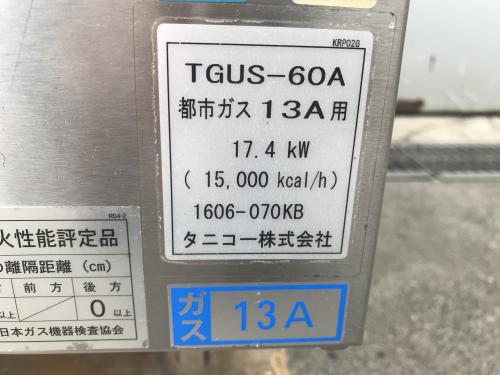 KRP02G
TGUS-60A
都市ガス 13A用
17.4 kW
( 15,000 kcal/h)
1606-070KB
タニコー株式会社
RD4-2
火性能評定品
離隔距離 (cm)
前方 後方
以上 0 以上
日本ガス機器検査協会
ガス 13A